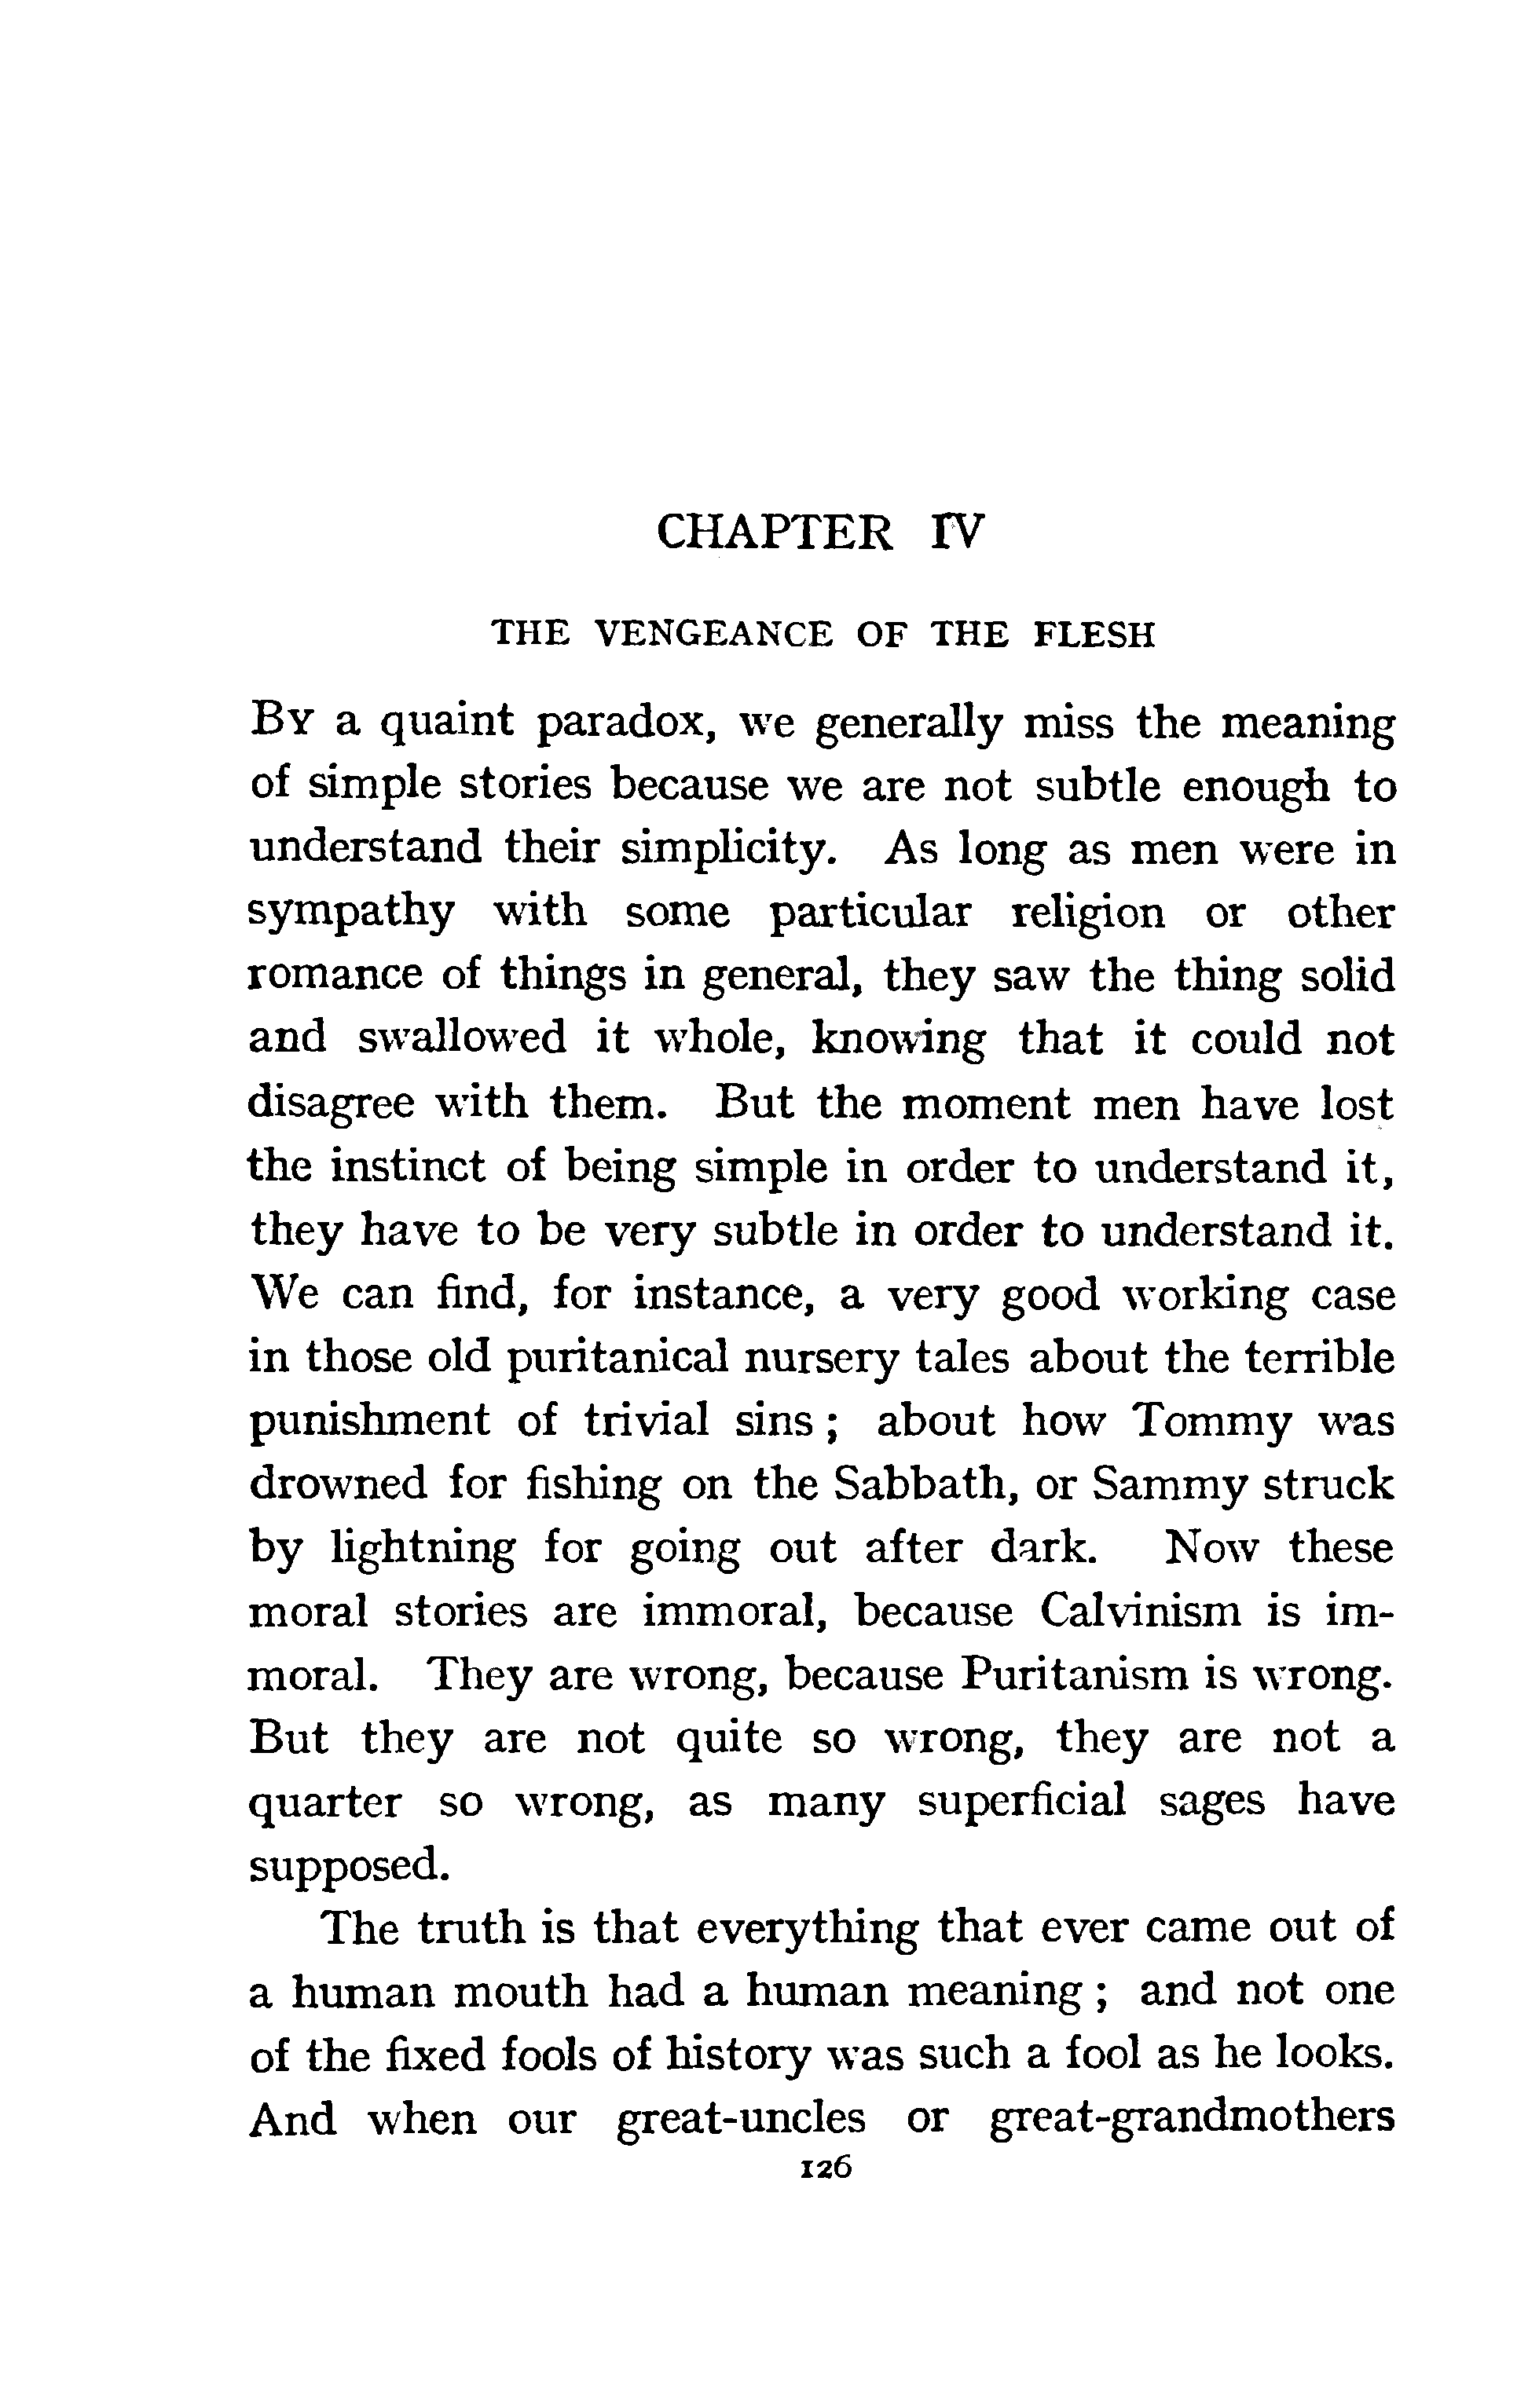 CHAPTER IV
THE VENGEANCE OF THE FLESH
By a quaint paradox, we generally miss the meaning
of simple stories because we are not subtle enough to
understand their simplicity. As long as men were in
sympathy with some particular religion or other
romance of things in general, they saw the thing solid
and swallowed it whole, knowing that it could not
disagree with them. But the moment men have lost
the instinct of being simple in order to understand it,
they have to be very subtle in order to understand it.
We can find, for instance, a very good working case
in those old puritanical nursery tales about the terrible
punishment of trivial sins ; about how Tommy was
drowned for fishing on the Sabbath, or Sammy struck
by lightning for going out after dark. Now these
moral stories are immoral, because Calvinism is im-
moral. They are wrong, because Puritanism is wrong.
But they are not quite so wrong, they are not a
quarter so wrong, as many superficial sages have
supposed.
The truth is that everything that ever came out of
a human mouth had a human meaning ; and not one
of the fixed fools of history was such a fool as he looks.
And when our great-uncles or great-grandmothers
126